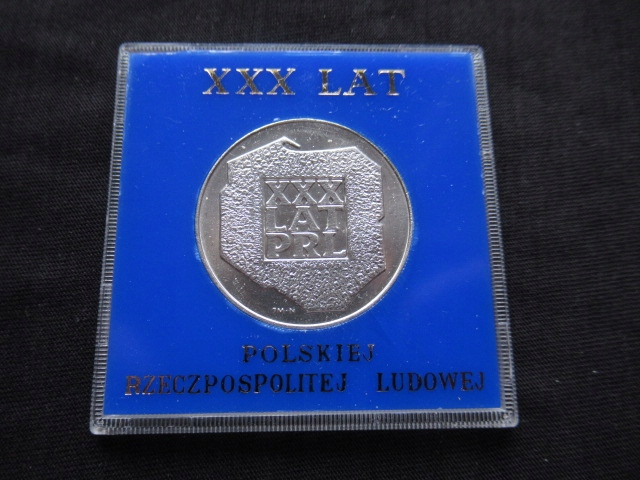 XXX LAT
XXX
LAT
PRL
POLSKIEJ
RZECZPOSPOLITEJ LUDOWEJ